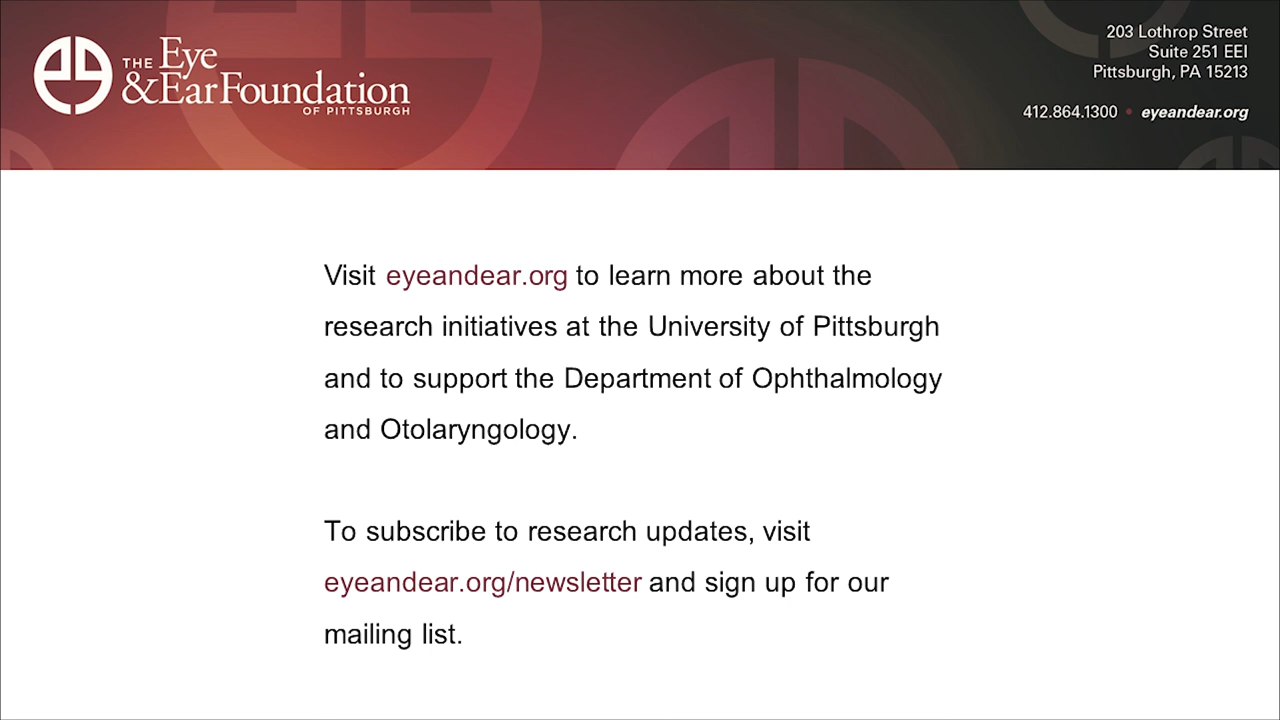 THE Eye
& Ear Foundation
OF PITTSBURGH
203 Lothrop Street
Suite 251 EEI
Pittsburgh, PA 15213
412.864.1300 • eyeandear.org
Visit eyeandear.org to learn more about the
research initiatives at the University of Pittsburgh
and to support the Department of Ophthalmology
and Otolaryngology.
To subscribe to research updates, visit
eyeandear.org/newsletter and sign up for our
mailing list.